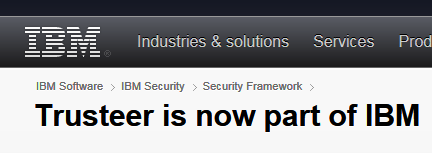 IBM® Industries & solutions Services Prod
IBM Software > IBM Security > Security Framework >
Trusteer is now part of IBM